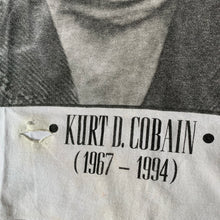 • KURT D. COBAIN •
(1967 – 1994)